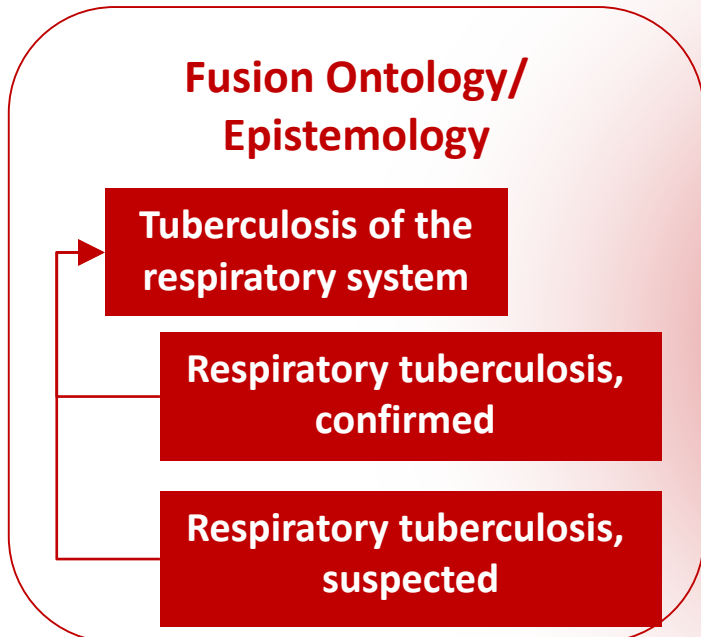 Fusion Ontology/
Epistemology
Tuberculosis of the
respiratory system
Respiratory tuberculosis,
confirmed
Respiratory tuberculosis,
suspected